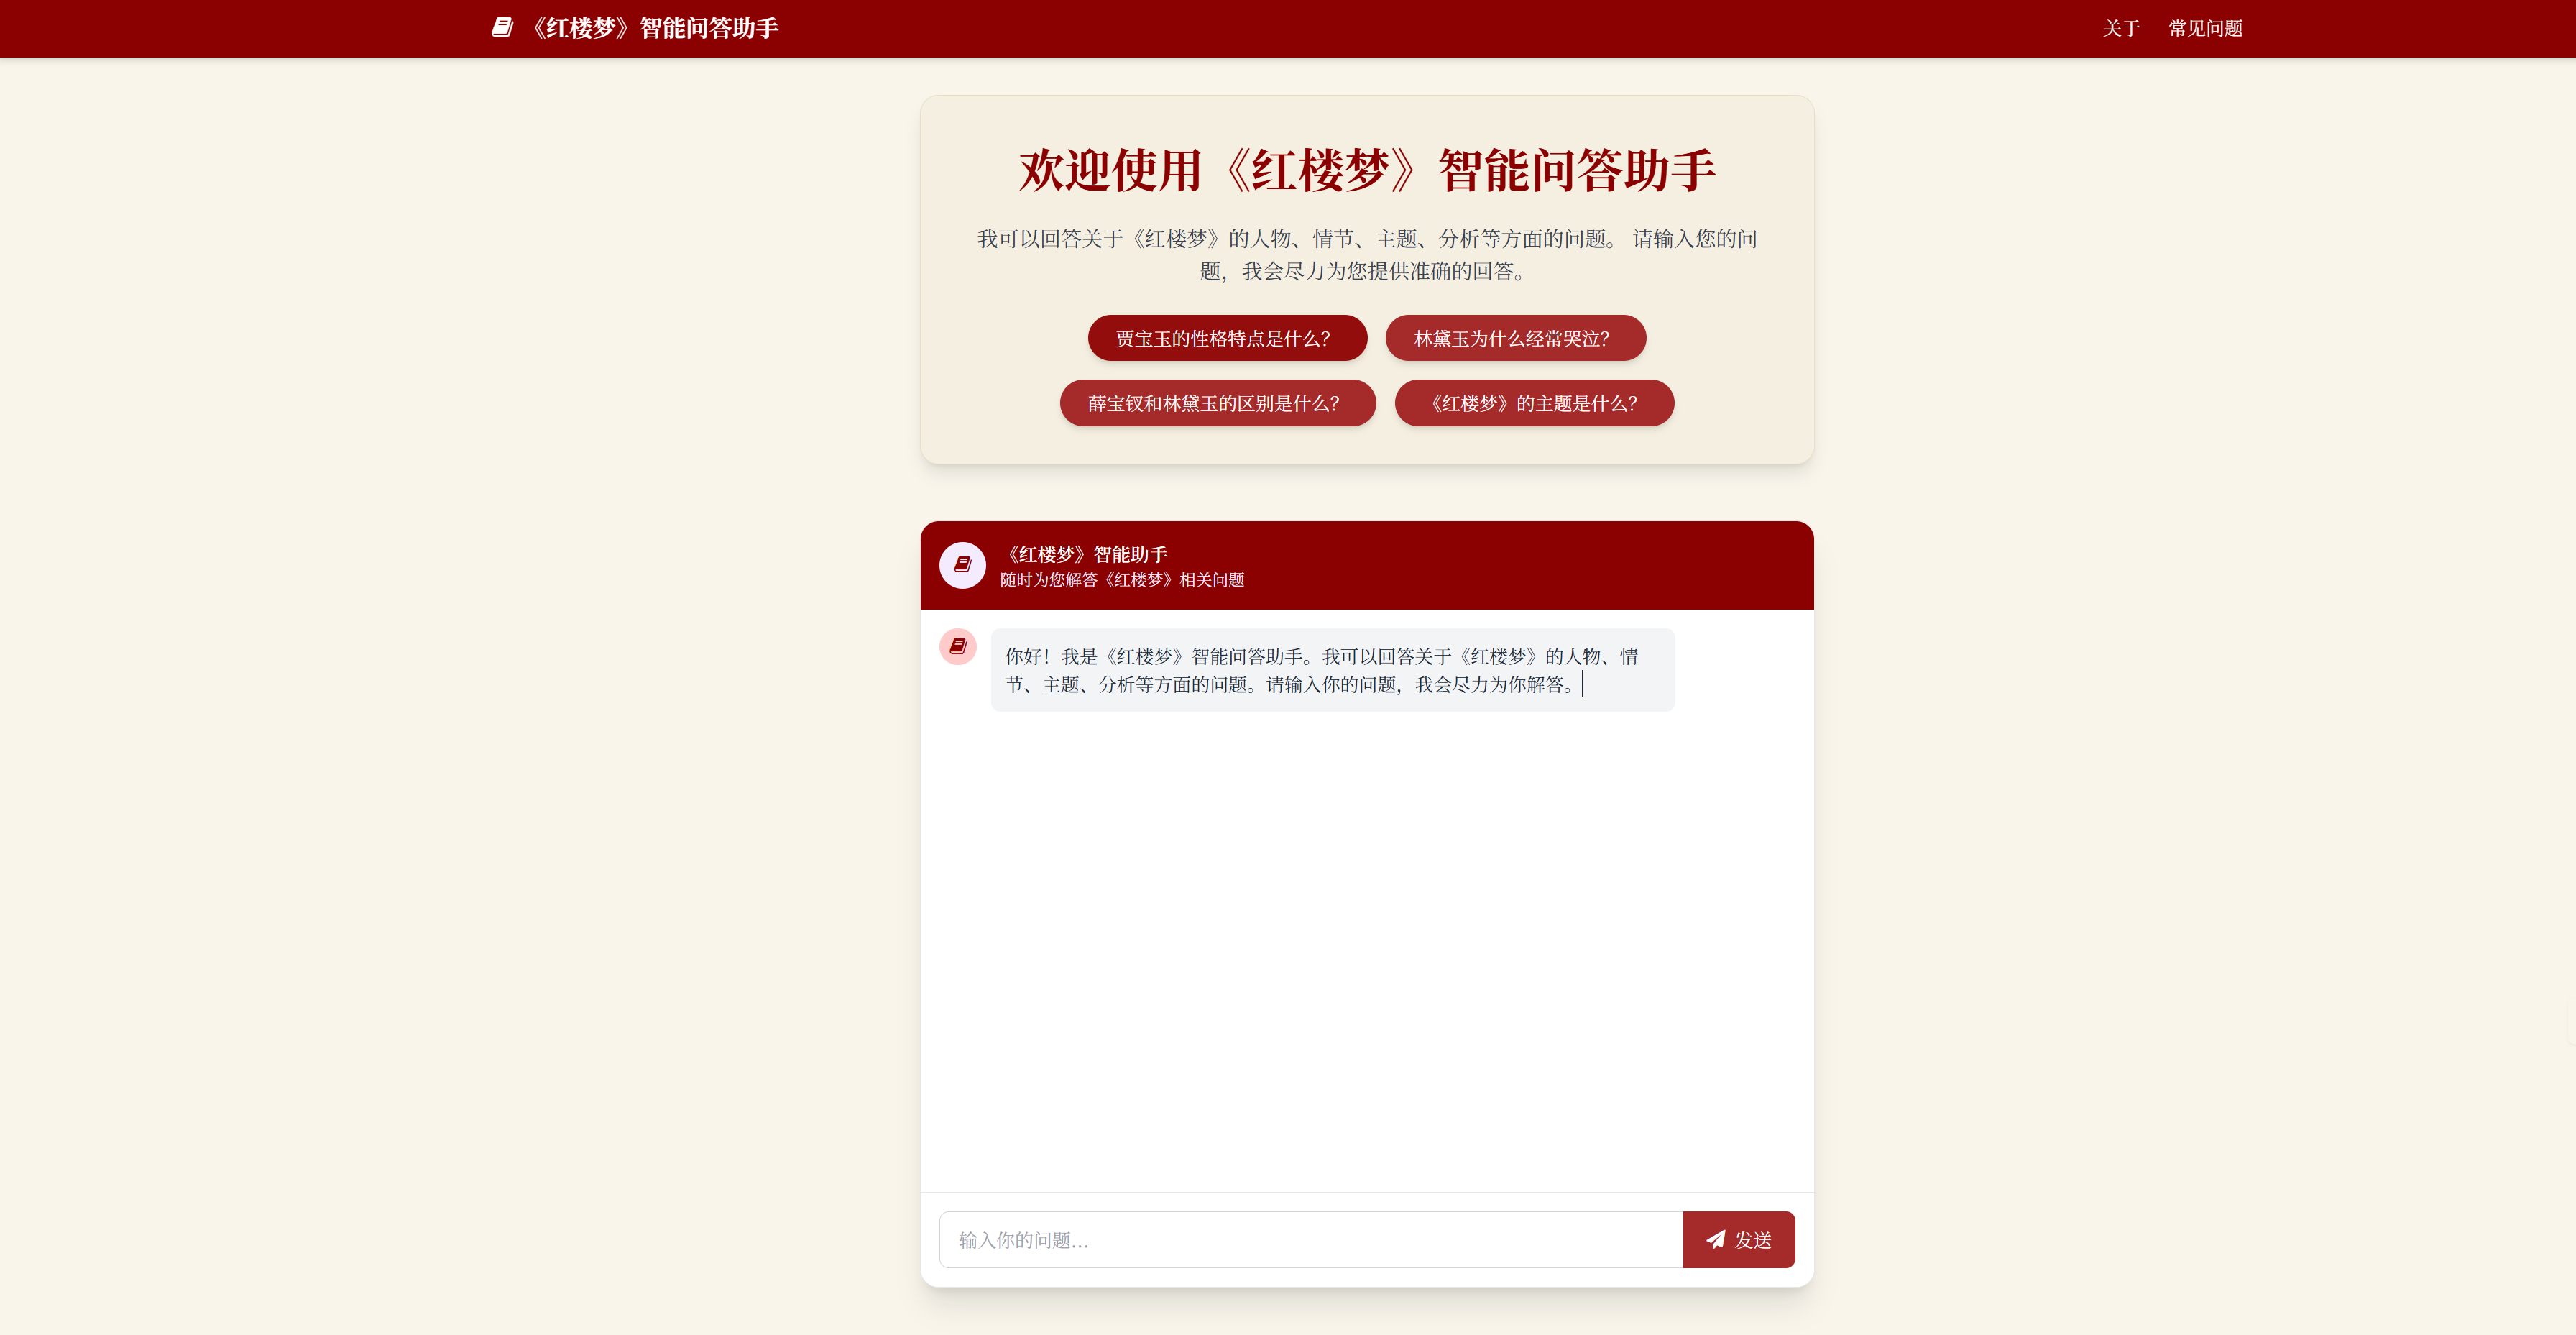 《红楼梦》智能问答助手
关于 常见问题
欢迎使用《红楼梦》智能问答助手
我可以回答关于《红楼梦》的人物、情节、主题、分析等方面的问题。 请输入您的问
题，我会尽力为您提供准确的回答。
贾宝玉的性格特点是什么？ 林黛玉为什么经常哭泣？
薛宝钗和林黛玉的区别是什么？ 《红楼梦》的主题是什么？
《红楼梦》智能助手
随时为您解答《红楼梦》相关问题
你好！我是《红楼梦》智能问答助手。我可以回答关于《红楼梦》的人物、情
节、主题、分析等方面的问题。请输入你的问题，我会尽力为你解答。
输入你的问题...
发送